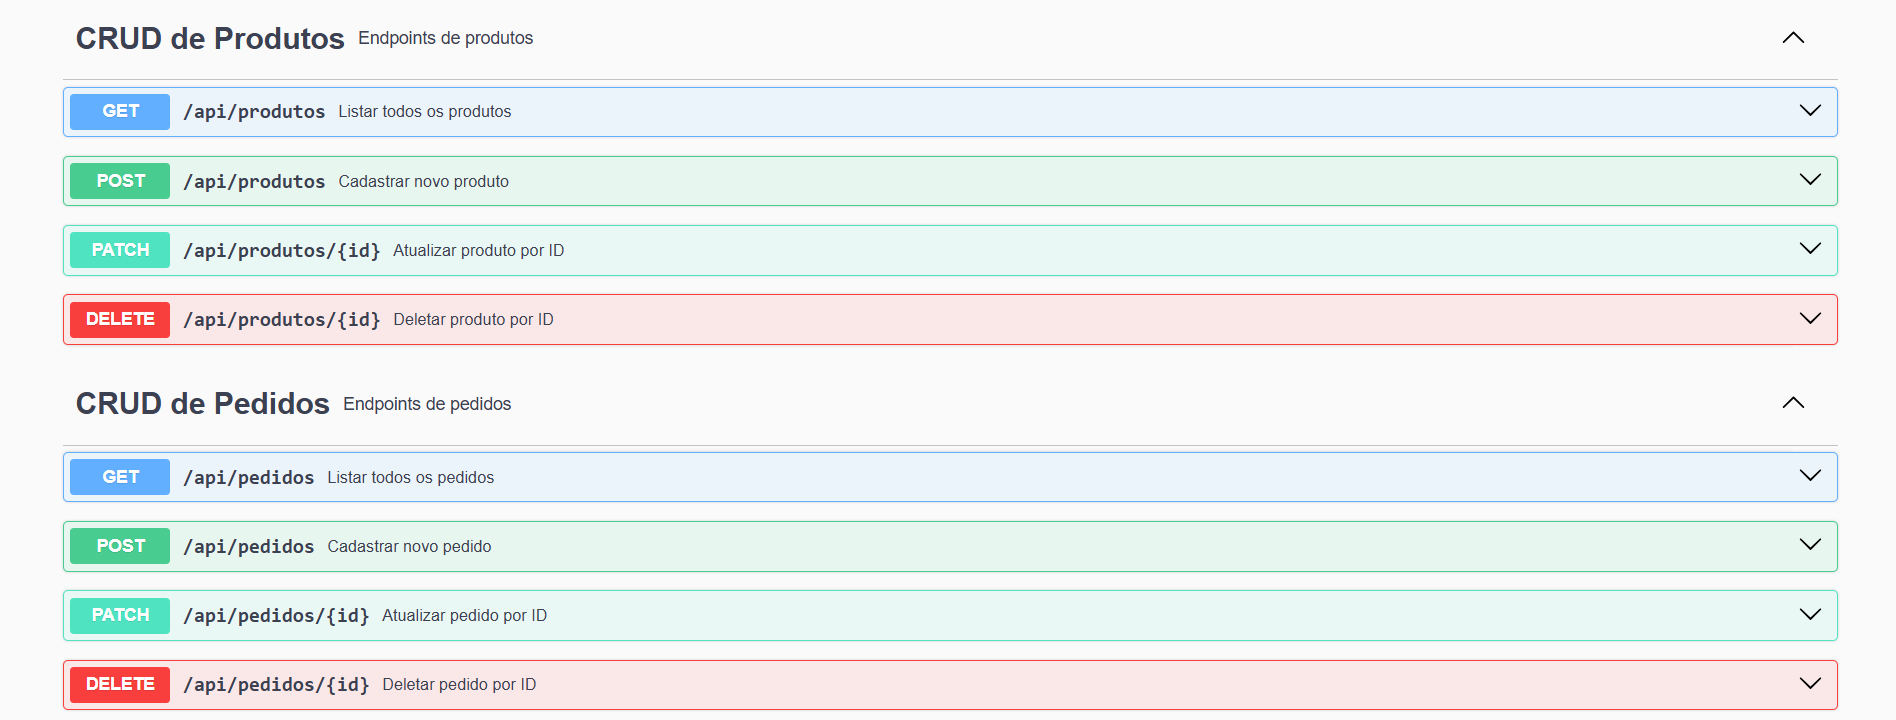 CRUD de Produtos Endpoints de produtos
GET /api/produtos Listar todos os produtos
POST /api/produtos Cadastrar novo produto
PATCH /api/produtos/{id} Atualizar produto por ID
DELETE /api/produtos/{id} Deletar produto por ID
CRUD de Pedidos Endpoints de pedidos
GET /api/pedidos Listar todos os pedidos
POST /api/pedidos Cadastrar novo pedido
PATCH /api/pedidos/{id} Atualizar pedido por ID
DELETE /api/pedidos/{id} Deletar pedido por ID